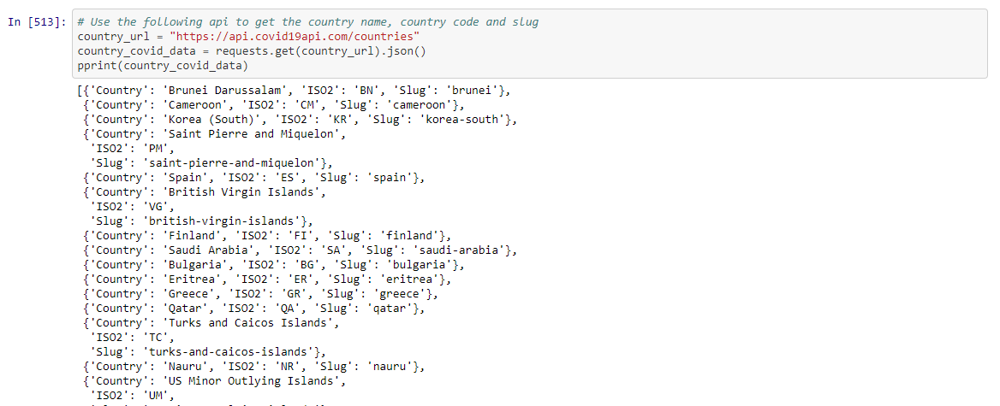 In [513]: # Use the following api to get the country name, country code and slug
country_url = "https://api.covid19api.com/countries"
country_covid_data = requests.get(country_url).json()
pprint(country_covid_data)
[{'Country': 'Brunei Darussalam', 'ISO2': 'BN', 'Slug': 'brunei'},
{'Country': 'Cameroon', 'ISO2': 'CM', 'Slug': 'cameroon'},
{'Country': 'Korea (South)', 'ISO2': 'KR', 'Slug': 'korea-south'},
{'Country': 'Saint Pierre and Miquelon',
'ISO2': 'PM',
'Slug': 'saint-pierre-and-miquelon'},
{'Country': 'Spain', 'ISO2': 'ES', 'Slug': 'spain'},
{'Country': 'British Virgin Islands',
'ISO2': 'VG',
'Slug': 'british-virgin-islands'},
{'Country': 'Finland', 'ISO2': 'FI', 'Slug': 'finland'},
{'Country': 'Saudi Arabia', 'ISO2': 'SA', 'Slug': 'saudi-arabia'},
{'Country': 'Bulgaria', 'ISO2': 'BG', 'Slug': 'bulgaria'},
{'Country': 'Eritrea', 'ISO2': 'ER', 'Slug': 'eritrea'},
{'Country': 'Greece', 'ISO2': 'GR', 'Slug': 'greece'},
{'Country': 'Qatar', 'ISO2': 'QA', 'Slug': 'qatar'},
{'Country': 'Turks and Caicos Islands',
'ISO2': 'TC',
'Slug': 'turks-and-caicos-islands'},
{'Country': 'Nauru', 'ISO2': 'NR', 'Slug': 'nauru'},
{'Country': 'US Minor Outlying Islands',
'ISO2': 'UM',